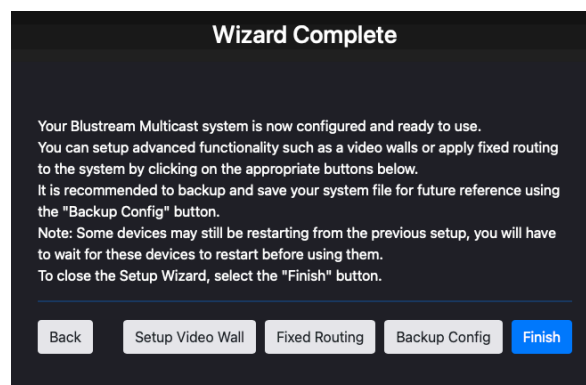 Wizard Complete
Your Blustream Multicast system is now configured and ready to use.
You can setup advanced functionality such as a video walls or apply fixed routing
to the system by clicking on the appropriate buttons below.
It is recommended to backup and save your system file for future reference using
the "Backup Config" button.
Note: Some devices may still be restarting from the previous setup, you will have
to wait for these devices to restart before using them.
To close the Setup Wizard, select the "Finish" button.
Back Setup Video Wall Fixed Routing Backup Config Finish